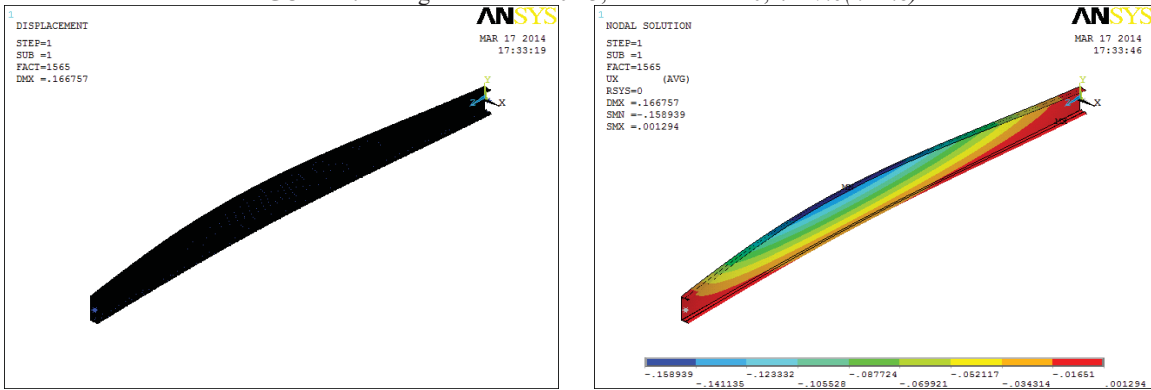 1
DISPLACEMENT
STEP=1
SUB =1
FACT=1565
DMX =.166757
ANSYS
MAR 17 2014
17:33:19
Y
Z X
1
NODAL SOLUTION
STEP=1
SUB =1
FACT=1565
UX (AVG)
RSYS=0
DMX =.166757
SMN =-.158939
SMX =.001294
ANSYS
MAR 17 2014
17:33:46
Y
Z X
-.158939 -.123332 -.087724 -.052117 -.01651
-.141135 -.105528 -.069921 -.034314 .001294